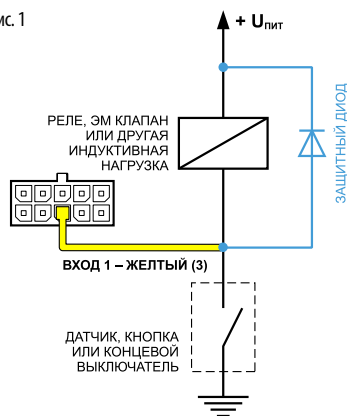 ис. 1
+ Uпит
РЕЛЕ, ЭМ КЛАПАН
ИЛИ ДРУГАЯ
ИНДУКТИВНАЯ
НАГРУЗКА
ЗАЩИТНЫЙ ДИОД
ВХОД 1 – ЖЕЛТЫЙ (3)
ДАТЧИК, КНОПКА
ИЛИ КОНЦЕВОЙ
ВЫКЛЮЧАТЕЛЬ